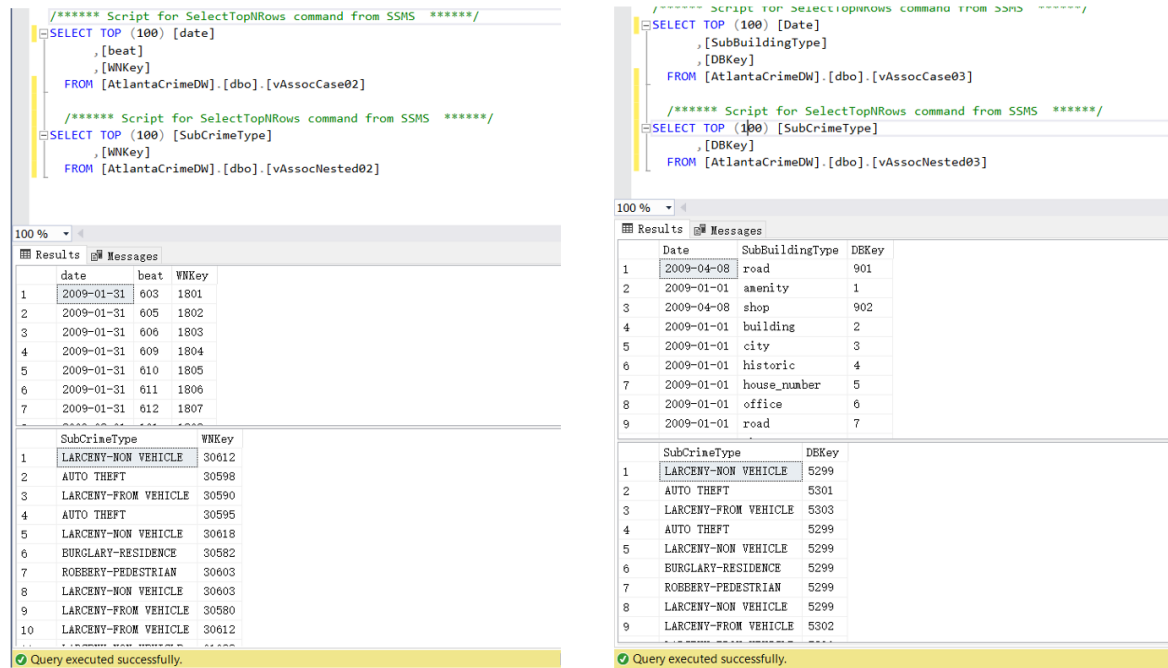 /****** Script for SelectTopNRows command from SSMS ******/
SELECT TOP (100) [date]
,[beat]
,[WNKey]
FROM [AtlantaCrimeDW].[dbo].[vAssocCase02]
/****** Script for SelectTopNRows command from SSMS ******/
SELECT TOP (100) [SubCrimeType]
,[WNKey]
FROM [AtlantaCrimeDW].[dbo].[vAssocNested02]
100 %
Results Messages
date beat WNKey
1 2009-01-31 603 1801
2 2009-01-31 605 1802
3 2009-01-31 606 1803
4 2009-01-31 609 1804
5 2009-01-31 610 1805
6 2009-01-31 611 1806
7 2009-01-31 612 1807
SubCrimeType WNKey
1 LARCENY-NON VEHICLE 30612
2 AUTO THEFT 30598
3 LARCENY-FROM VEHICLE 30590
4 AUTO THEFT 30595
5 LARCENY-NON VEHICLE 30618
6 BURGLARY-RESIDENCE 30582
7 ROBBERY-PEDESTRIAN 30603
8 LARCENY-NON VEHICLE 30603
9 LARCENY-FROM VEHICLE 30580
10 LARCENY-FROM VEHICLE 30612
Query executed successfully.
/****** Script for SelectTopNRows command from SSMS ******/
SELECT TOP (100) [Date]
,[SubBuildingType]
,[DBKey]
FROM [AtlantaCrimeDW].[dbo].[vAssocCase03]
/****** Script for SelectTopNRows command from SSMS ******/
SELECT TOP (100) [SubCrimeType]
,[DBKey]
FROM [AtlantaCrimeDW].[dbo].[vAssocNested03]
100 %
Results Messages
Date SubBuildingType DBKey
1 2009-04-08 road 901
2 2009-01-01 amenity 1
3 2009-04-08 shop 902
4 2009-01-01 building 2
5 2009-01-01 city 3
6 2009-01-01 historic 4
7 2009-01-01 house_number 5
8 2009-01-01 office 6
9 2009-01-01 road 7
SubCrimeType DBKey
1 LARCENY-NON VEHICLE 5299
2 AUTO THEFT 5301
3 LARCENY-FROM VEHICLE 5303
4 AUTO THEFT 5299
5 LARCENY-NON VEHICLE 5299
6 BURGLARY-RESIDENCE 5299
7 ROBBERY-PEDESTRIAN 5299
8 LARCENY-NON VEHICLE 5299
9 LARCENY-FROM VEHICLE 5302
Query executed successfully.